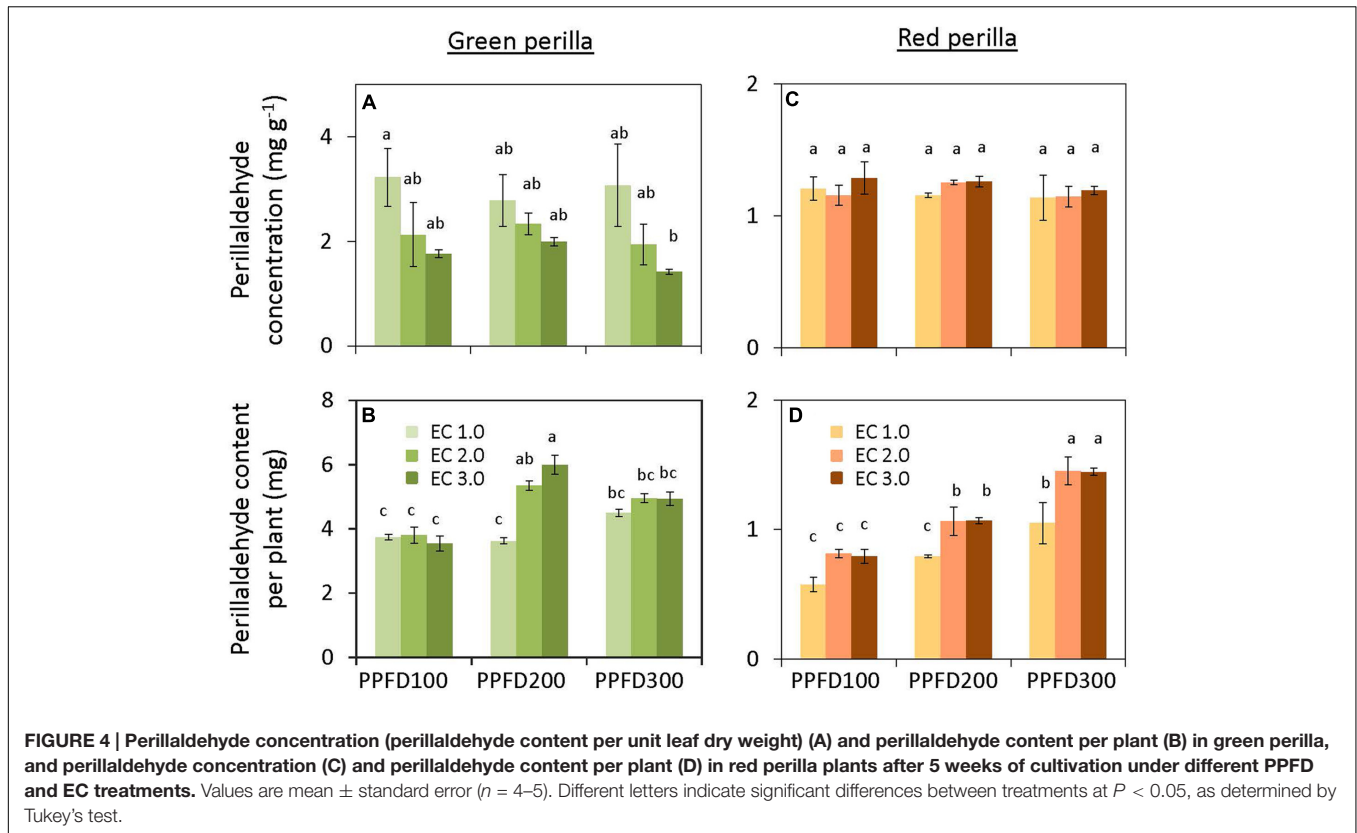 Green perilla
Red perilla
Perillaldehyde
concentration (mg g⁻¹)
A
4
2
0
a
ab
ab
ab
ab
ab
ab
ab
b
C
2
1
0
a
a
a
a
a
a
a
a
a
Perillaldehyde content
per plant (mg)
B
8
6
4
2
0
EC 1.0
EC 2.0
EC 3.0
c
c
c
c
ab
a
bc
bc
bc
PPFD100
PPFD200
PPFD300
D
2
1
0
EC 1.0
EC 2.0
EC 3.0
c
c
c
c
b
b
b
a
a
PPFD100
PPFD200
PPFD300
FIGURE 4 | Perillaldehyde concentration (perillaldehyde content per unit leaf dry weight) (A) and perillaldehyde content per plant (B) in green perilla,
and perillaldehyde concentration (C) and perillaldehyde content per plant (D) in red perilla plants after 5 weeks of cultivation under different PPFD
and EC treatments. Values are mean ± standard error (n = 4–5). Different letters indicate significant differences between treatments at P < 0.05, as determined by
Tukey's test.